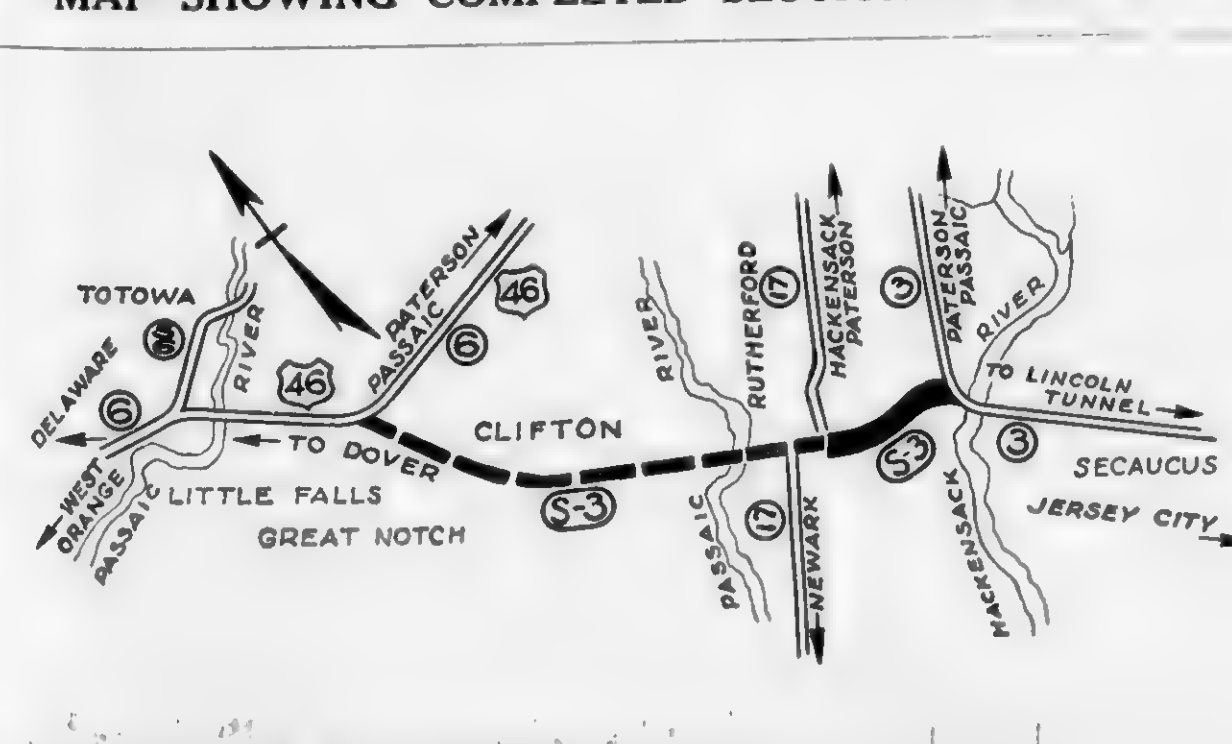 MAP SHOWING COMPLETED
TOTOWA
DELAWARE
6
WEST
ORANGE
PASSAIC
RIVER
46
TO DOVER
LITTLE FALLS
GREAT NOTCH
PATERSON
PASSAIC
6
46
CLIFTON
S-3
RIVER
PASSAIC
RUTHERFORD
17
HACKENSACK
PATERSON
17
NEWARK
3
PATERSON
PASSAIC
RIVER
TO LINCOLN
TUNNEL
S-3
3
HACKENSACK
SECAUCUS
JERSEY CITY